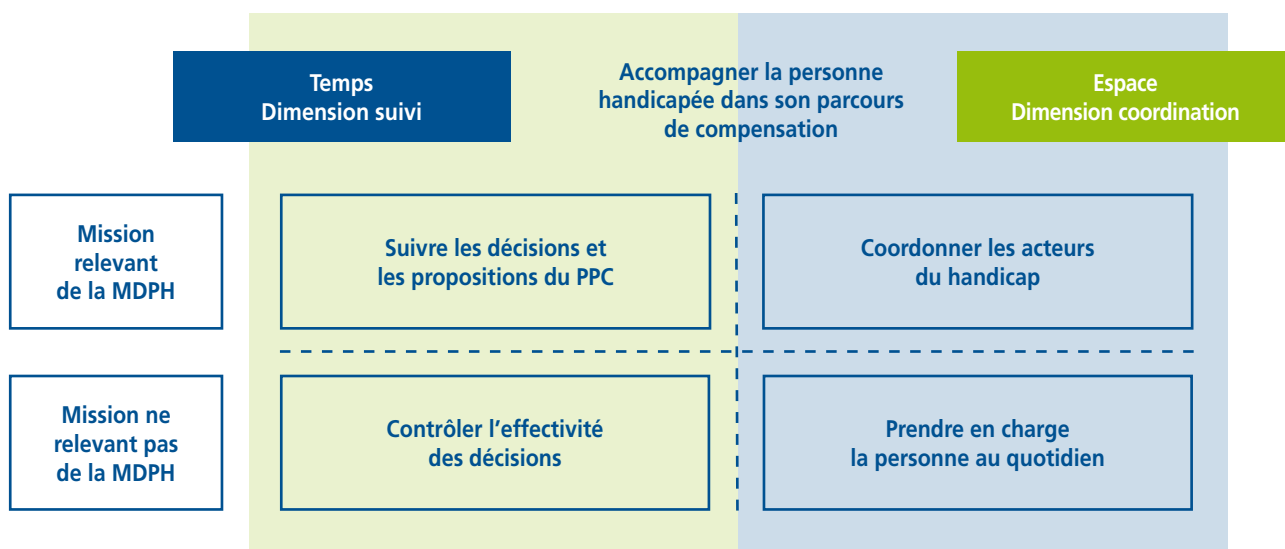 Temps
Dimension suivi
Accompagner la personne
handicapée dans son parcours
de compensation
Espace
Dimension coordination
Mission
relevant
de la MDPH
Suivre les décisions et
les propositions du PPC
Coordonner les acteurs
du handicap
Mission ne
relevant pas
de la MDPH
Contrôler l’effectivité
des décisions
Prendre en charge
la personne au quotidien